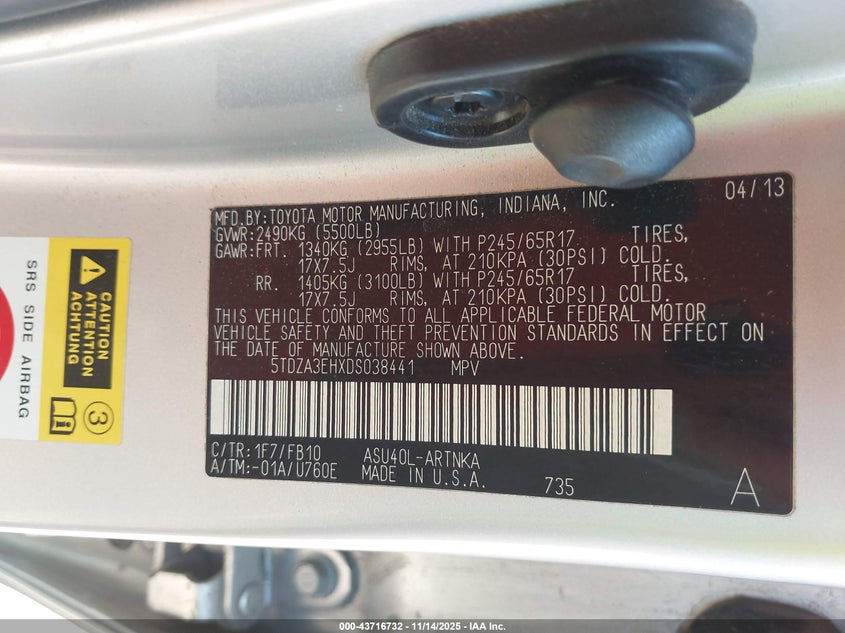 MFD.BY:TOYOTA MOTOR MANUFACTURING, INDIANA, INC. 04/13
GVWR:2490KG (5500LB)
GAWR:FRT. 1340KG (2955LB) WITH P245/65R17 TIRES,
17X7.5J RIMS, AT 210KPA (30PSI) COLD.
RR. 1405KG (3100LB) WITH P245/65R17 TIRES,
17X7.5J RIMS, AT 210KPA (30PSI) COLD.
THIS VEHICLE CONFORMS TO ALL APPLICABLE FEDERAL MOTOR
VEHICLE SAFETY AND THEFT PREVENTION STANDARDS IN EFFECT ON
THE DATE OF MANUFACTURE SHOWN ABOVE.
5TDZA3EHXDS038441 MPV
C/TR:1F7/FB10 ASU40L-ARTNKA
A/TM:-01A/U760E MADE IN U.S.A. 735 A
CAUTION
ATTENTION
ACHTUNG
3
SRS SIDE AIRBAG
000-43716732 - 11/14/2025 - IAA Inc.